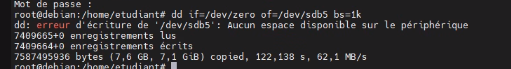 Mot de passe :
root@debian:/home/etudiant# dd if=/dev/zero of=/dev/sdb5 bs=1k
dd: erreur d'écriture de '/dev/sdb5': Aucun espace disponible sur le périphérique
7409665+0 enregistrements lus
7409664+0 enregistrements écrits
7587495936 bytes (7,6 GB, 7,1 GiB) copied, 122,138 s, 62,1 MB/s
root@debian:/home/etudiant#